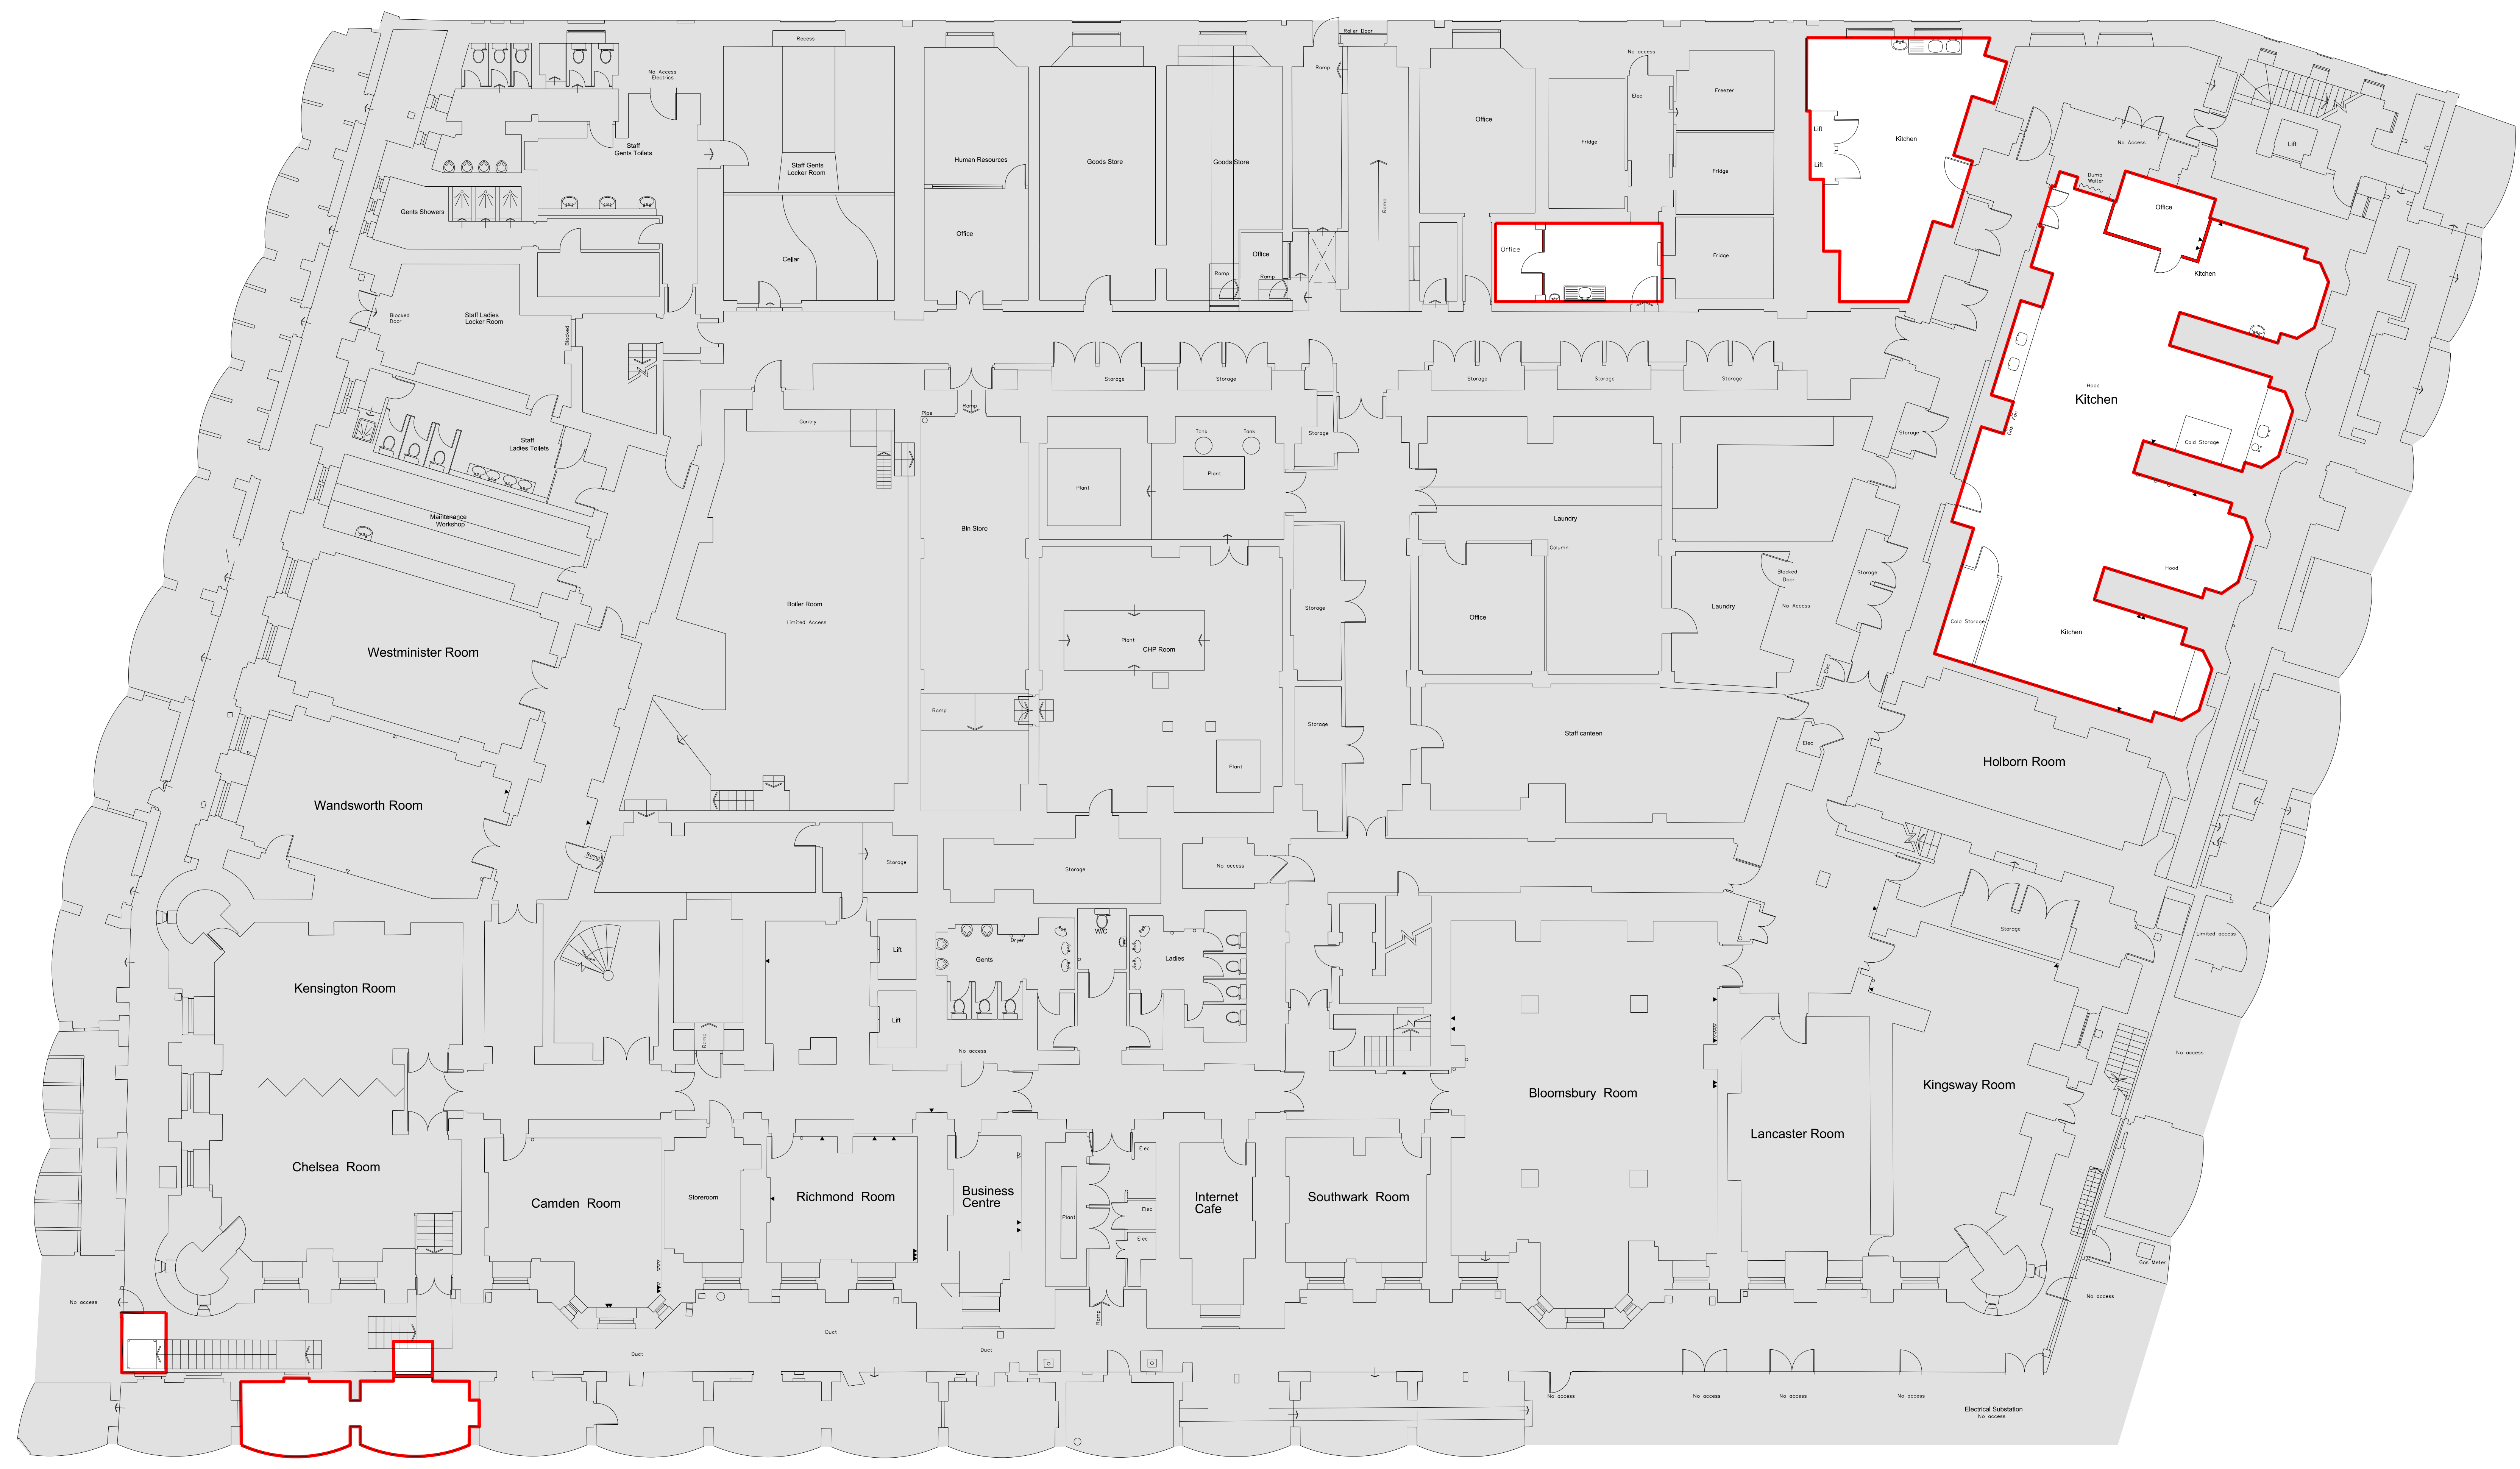 Recess
Roller Door
No Access
Electrics
Ramp
No access
Elec
Freezer
Office
Fridge
Lift
Lift
Kitchen
No Access
Lift
Staff
Gents Toilets
Staff Gents
Locker Room
Human Resources
Goods Store
Goods Store
Fridge
Dumb
Waiter
Office
Gents Showers
Office
Ramp
Office
Cellar
Office
Ramp
Ramp
Fridge
Kitchen
Blocked
Door
Staff Ladies
Locker Room
Blocked
Storage
Storage
Storage
Storage
Storage
Hood
Kitchen
Ramp
Pipe
Gantry
Tank
Tank
Storage
Storage
Gas
Cold Storage
Staff
Ladies Toilets
Plant
Plant
Maintenance
Workshop
Bin Store
Laundry
Column
Blocked
Door
Storage
Hood
Boiler Room
Limited Access
Storage
Office
Laundry
No Access
Cold Storage
Kitchen
Westminister Room
Plant
CHP Room
Elec
Ramp
Storage
Staff canteen
Elec
Holborn Room
Plant
Wandsworth Room
Ramp
Storage
Storage
No access
Kensington Room
Lift
Lift
Gents
Dryer
W/C
Ladies
Storage
Limited access
Ramp
No access
No access
Bloomsbury Room
Kingsway Room
Lancaster Room
Chelsea Room
Camden Room
Storeroom
Richmond Room
Business
Centre
Plant
Elec
Elec
Elec
Internet
Cafe
Southwark Room
Gas Meter
No access
No access
Ramp
Duct
Duct
Duct
No access
No access
No access
No access
Electrical Substation
No access